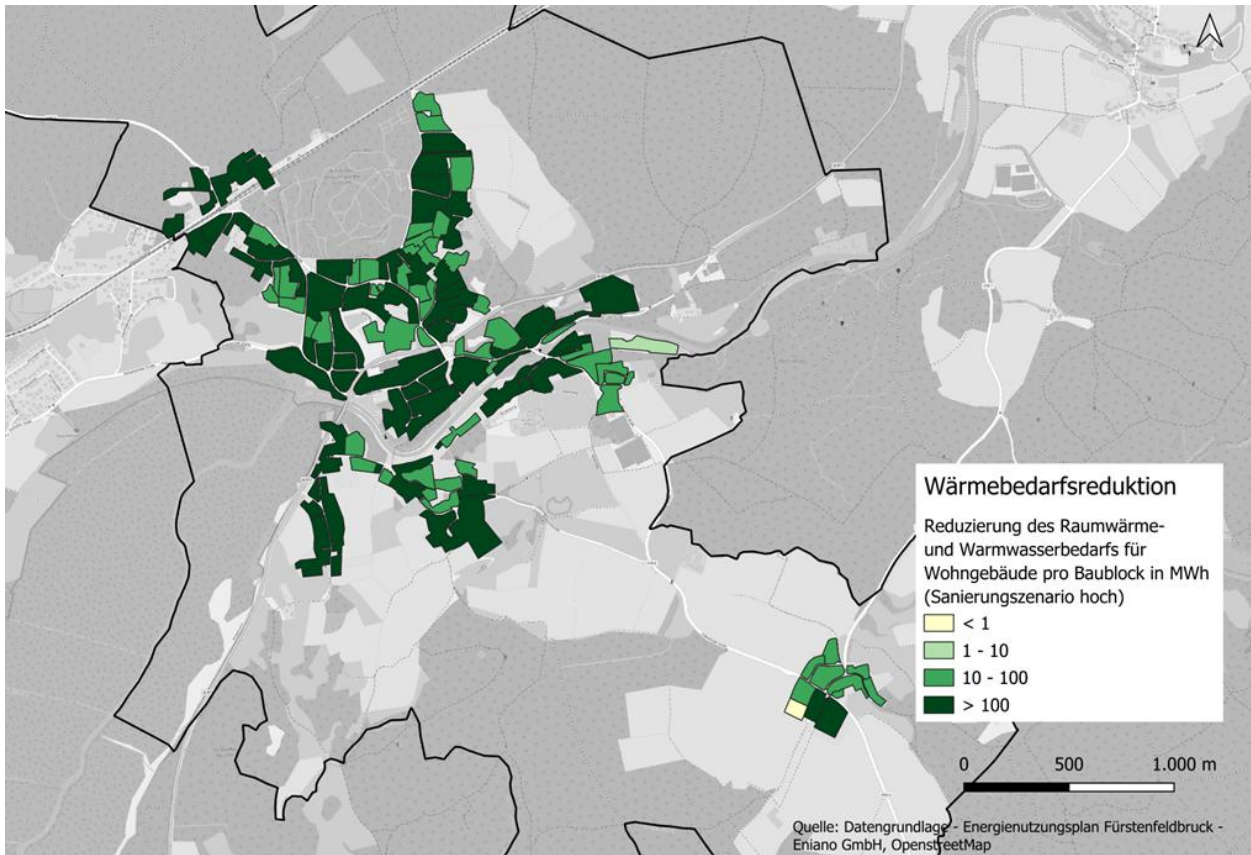 Wärmebedarfsreduktion
Reduzierung des Raumwärme-
und Warmwasserbedarfs für
Wohngebäude pro Baublock in MWh
(Sanierungszenario hoch)
< 1
1 - 10
10 - 100
> 100
0 500 1.000 m
Quelle: Datengrundlage - Energienutzungsplan Fürstenfeldbruck -
Eniano GmbH, OpenstreetMap